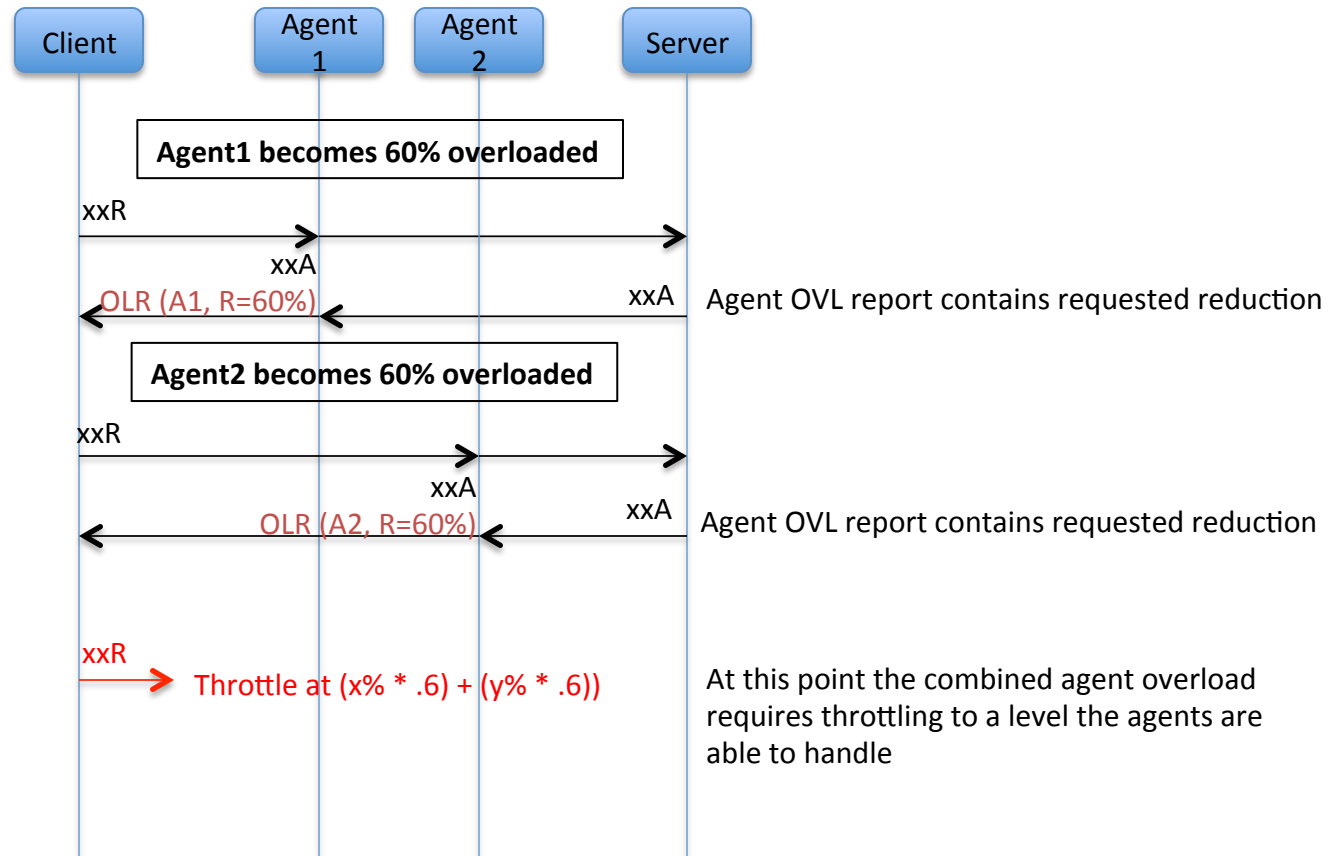 Client
Agent
1
Agent
2
Server
Agent1 becomes 60% overloaded
xxR
xxA
OLR (A1, R=60%)
xxA
Agent OVL report contains requested reduction
Agent2 becomes 60% overloaded
xxR
xxA
OLR (A2, R=60%)
xxA
Agent OVL report contains requested reduction
xxR
Throttle at (x% * .6) + (y% * .6))
At this point the combined agent overload
requires throttling to a level the agents are
able to handle